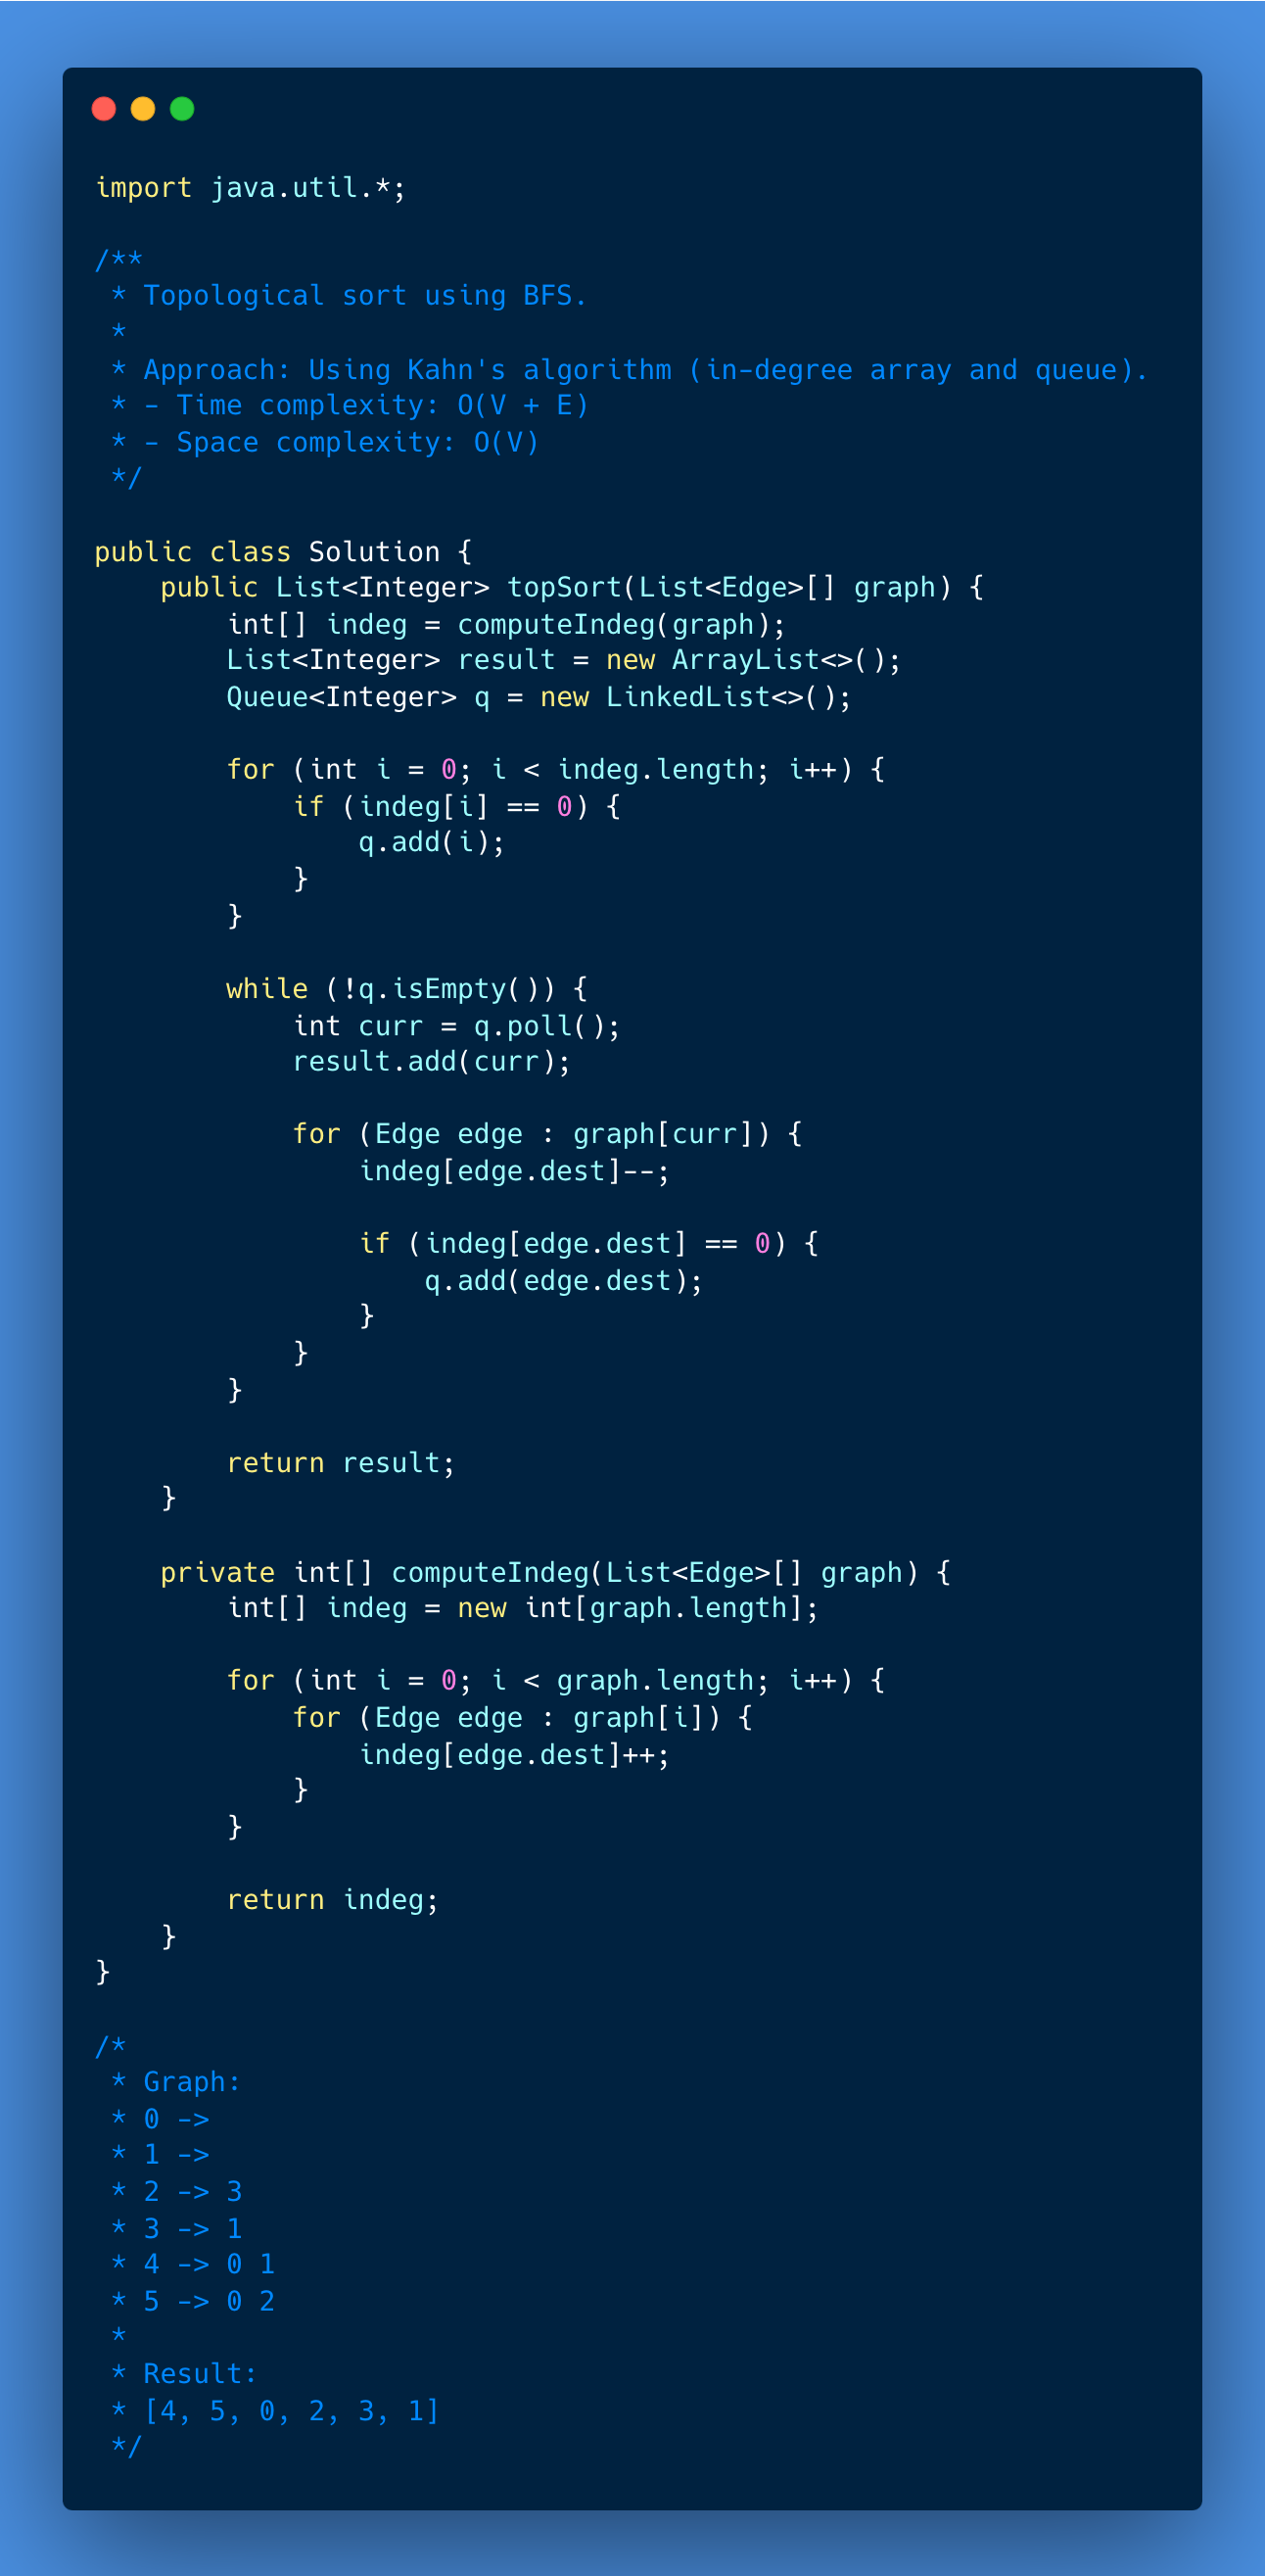 import java.util.*;

/**
 * Topological sort using BFS.
 *
 * Approach: Using Kahn's algorithm (in-degree array and queue).
 * - Time complexity: O(V + E)
 * - Space complexity: O(V)
 */

public class Solution {
    public List<Integer> topSort(List<Edge>[] graph) {
        int[] indeg = computeIndeg(graph);
        List<Integer> result = new ArrayList<>();
        Queue<Integer> q = new LinkedList<>();

        for (int i = 0; i < indeg.length; i++) {
            if (indeg[i] == 0) {
                q.add(i);
            }
        }

        while (!q.isEmpty()) {
            int curr = q.poll();
            result.add(curr);

            for (Edge edge : graph[curr]) {
                indeg[edge.dest]--;

                if (indeg[edge.dest] == 0) {
                    q.add(edge.dest);
                }
            }
        }

        return result;
    }

    private int[] computeIndeg(List<Edge>[] graph) {
        int[] indeg = new int[graph.length];

        for (int i = 0; i < graph.length; i++) {
            for (Edge edge : graph[i]) {
                indeg[edge.dest]++;
            }
        }

        return indeg;
    }
}

/*
 * Graph:
 * 0 ->
 * 1 ->
 * 2 -> 3
 * 3 -> 1
 * 4 -> 0 1
 * 5 -> 0 2
 *
 * Result:
 * [4, 5, 0, 2, 3, 1]
 */